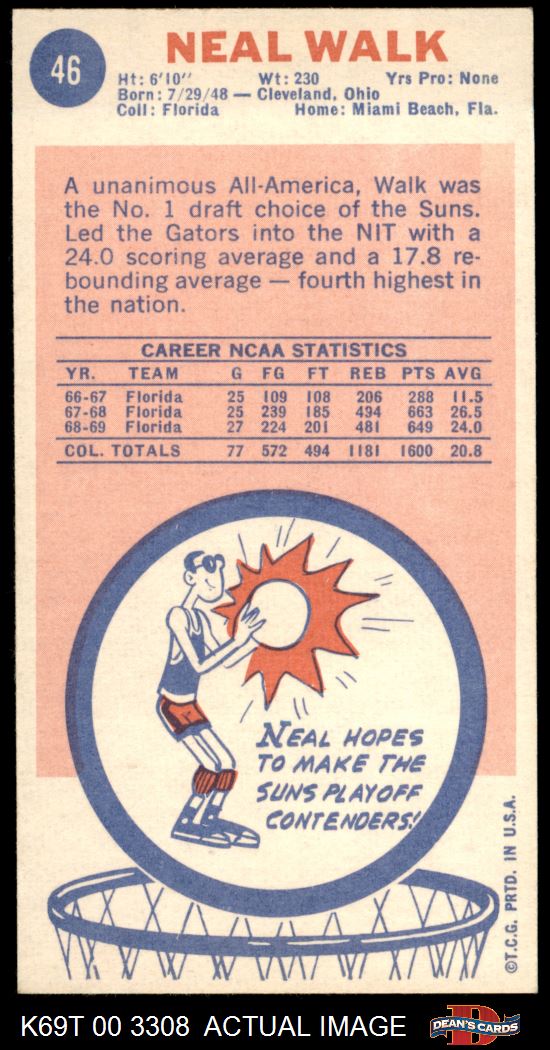 46
NEAL WALK
Ht: 6'10" Wt: 230 Yrs Pro: None
Born: 7/29/48 — Cleveland, Ohio
Coll: Florida Home: Miami Beach, Fla.
A unanimous All-America, Walk was
the No. 1 draft choice of the Suns.
Led the Gators into the NIT with a
24.0 scoring average and a 17.8 re-
bounding average — fourth highest in
the nation.
CAREER NCAA STATISTICS
YR. TEAM G FG FT REB PTS AVG
66-67 Florida 25 109 108 206 288 11.5
67-68 Florida 25 239 185 494 663 26.5
68-69 Florida 27 224 201 481 649 24.0
COL. TOTALS 77 572 494 1181 1600 20.8
NEAL HOPES
TO MAKE THE
SUNS PLAYOFF
CONTENDERS!
©T.C.G. PRTD. IN U.S.A.
K69T 00 3308 ACTUAL IMAGE
D
DEAN'S CARDS